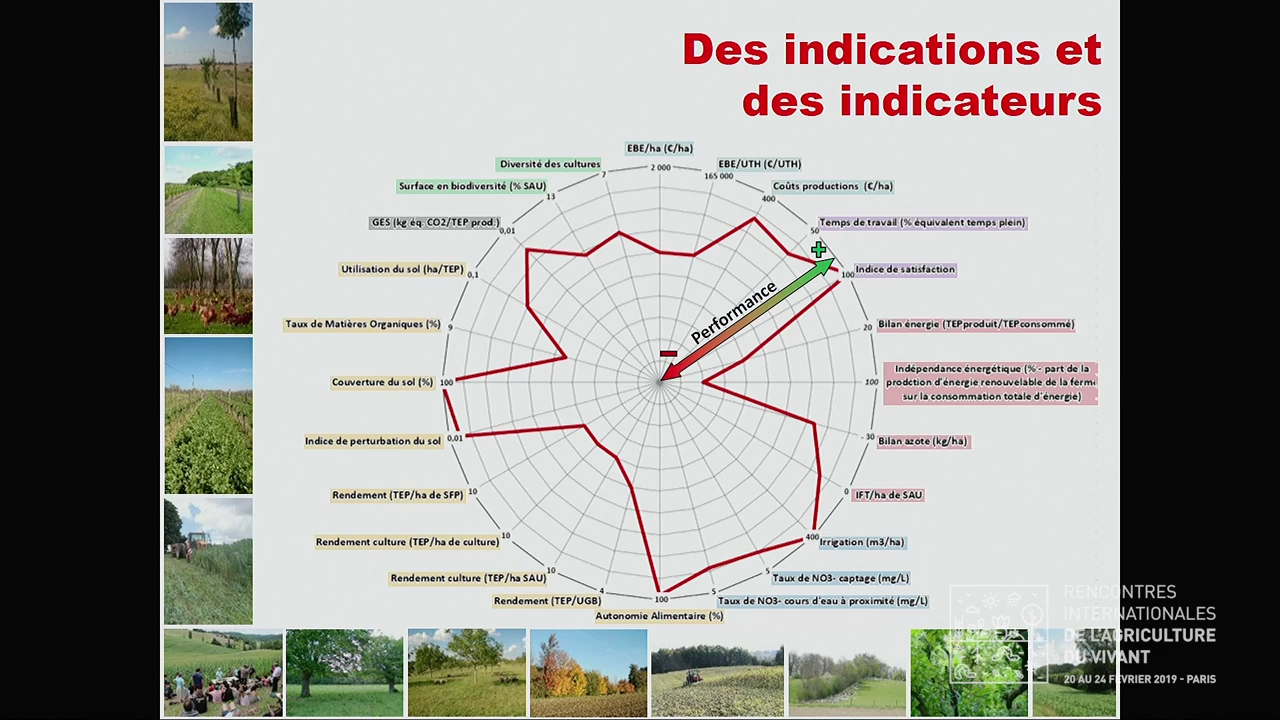 Des indications et
des indicateurs
EBE/ha (€/ha)
2 000
EBE/UTH (€/UTH)
165 000
Coûts productions (€/ha)
400
Temps de travail (% équivalent temps plein)
50
Indice de satisfaction
100
Bilan énergie (TEP produit/TEP consommé)
20
Indépendance énergétique (% - part de la
prodction d'énergie renouvelable de la ferme
sur la consommation totale d'énergie)
100
Bilan azote (kg/ha)
- 30
IFT/ha de SAU
0
Irrigation (m3/ha)
400
Taux de NO3- captage (mg/L)
5
Taux de NO3- cours d'eau à proximité (mg/L)
5
Autonomie Alimentaire (%)
100
Rendement (TEP/UGB)
4
Rendement culture (TEP/ha SAU)
10
Rendement culture (TEP/ha de culture)
10
Rendement (TEP/ha de SFP)
10
Indice de perturbation du sol
0,01
Couverture du sol (%)
100
Taux de Matières Organiques (%)
9
Utilisation du sol (ha/TEP)
0,1
GES (kg éq. CO2/TEP prod.)
0,01
Surface en biodiversité (% SAU)
13
Diversité des cultures
7
Performance
RENCONTRES
INTERNATIONALES
DE L'AGRICULTURE
DU VIVANT
20 AU 24 FÉVRIER 2019 - PARIS